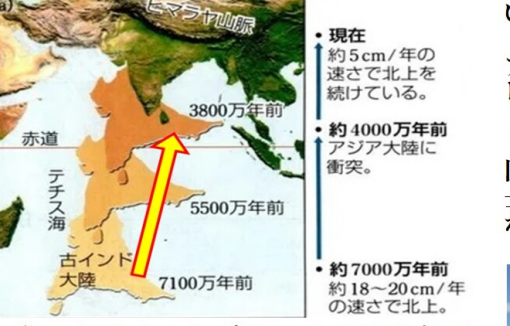 ヒマラヤ山脈
3800万年前
赤道
テチス海
5500万年前
古インド
大陸
7100万年前
• 現在
約5cm/年の
速さで北上を
続けている。
• 約4000万年前
アジア大陸に
衝突。
• 約7000万年前
約18～20cm/年
の速さで北上。